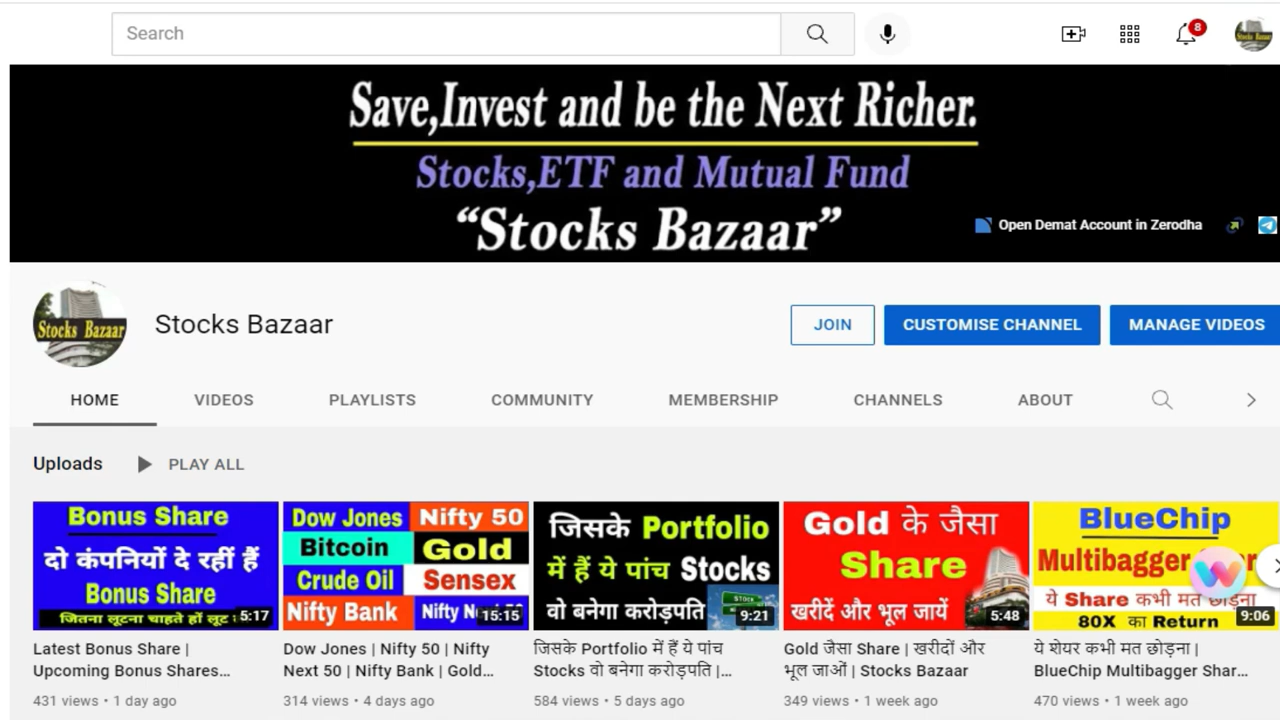 Search
8
Save,Invest and be the Next Richer.
Stocks,ETF and Mutual Fund
“Stocks Bazaar”
Open Demat Account in Zerodha
Stocks Bazaar
Stocks Bazaar
JOIN
CUSTOMISE CHANNEL
MANAGE VIDEOS
HOME
VIDEOS
PLAYLISTS
COMMUNITY
MEMBERSHIP
CHANNELS
ABOUT
Uploads
PLAY ALL
Bonus Share
दो कंपनियों दे रहीं हैं
Bonus Share
जितना लूटना चाहते हों लूट
5:17
Latest Bonus Share |
Upcoming Bonus Shares...
431 views • 1 day ago
Dow Jones
Nifty 50
Bitcoin
Gold
Crude Oil
Sensex
Nifty Bank
Nifty
15:15
Dow Jones | Nifty 50 | Nifty
Next 50 | Nifty Bank | Gold...
314 views • 4 days ago
जिसके Portfolio
में हैं ये पांच Stocks
वो बनेगा करोड़पति
9:21
जिसके Portfolio में हैं ये पांच
Stocks वो बनेगा करोड़पति |...
584 views • 5 days ago
Gold के जैसा
Share
खरीदें और भूल जायें
5:48
Gold जैसा Share | खरीदों और
भूल जाओं | Stocks Bazaar
349 views • 1 week ago
BlueChip
Multibagger
ये Share कभी मत छोड़ना
80X का Return
9:06
ये शेयर कभी मत छोड़ना |
BlueChip Multibagger Shar...
470 views • 1 week ago